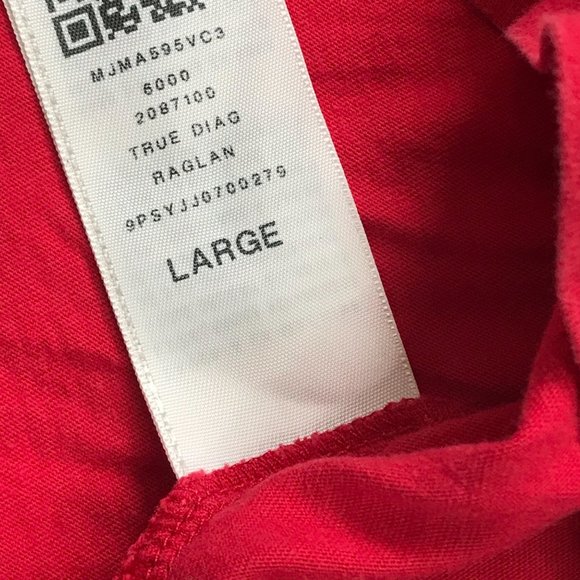 MJMA595VC3
6000
2087100
TRUE DIAG
RAGLAN
9PSYJJ0700279
LARGE